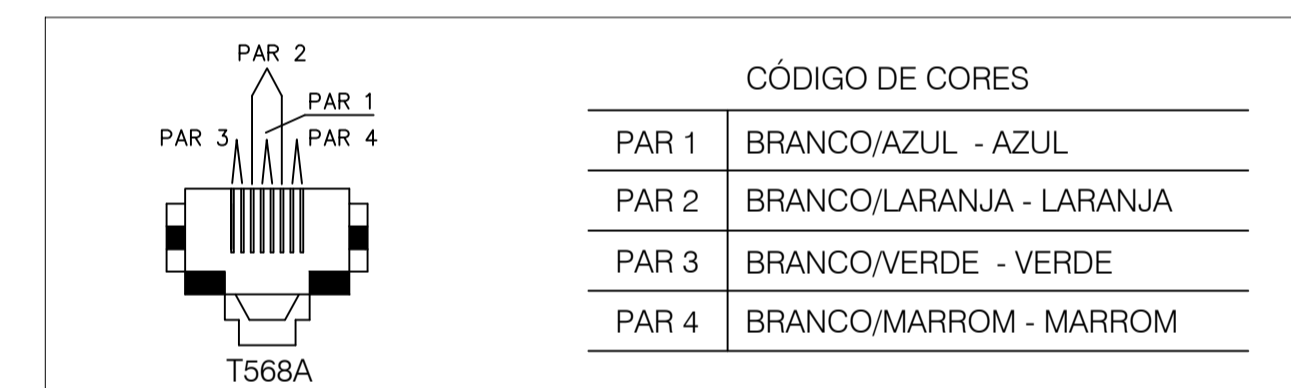 PAR 2
PAR 1
PAR 3
PAR 4
T568A
CÓDIGO DE CORES
PAR 1 BRANCO/AZUL - AZUL
PAR 2 BRANCO/LARANJA - LARANJA
PAR 3 BRANCO/VERDE - VERDE
PAR 4 BRANCO/MARROM - MARROM